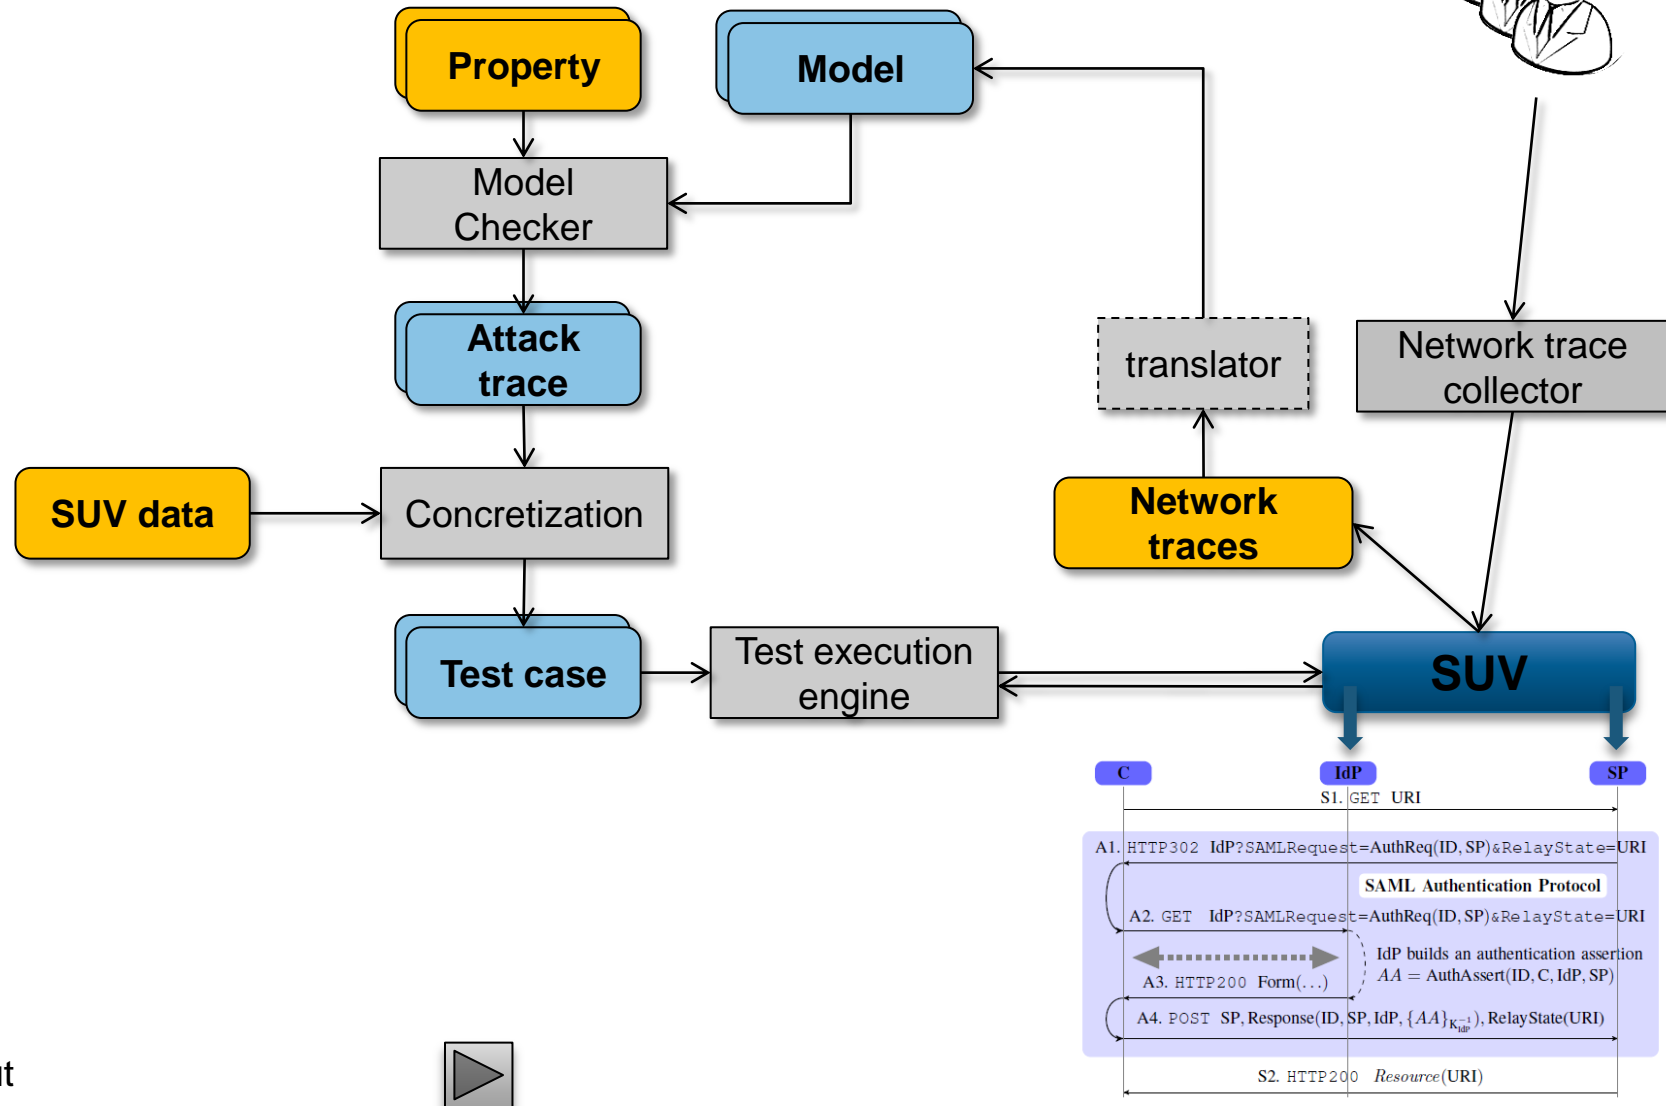 Property
Model
Model
Checker
Attack
trace
translator
Network trace
collector
SUV data
Concretization
Network
traces
Test case
Test execution
engine
SUV
C
IdP
SP
S1. GET URI
A1. HTTP302 IdP?SAMLRequest=AuthReq(ID, SP)&RelayState=URI
SAML Authentication Protocol
A2. GET IdP?SAMLRequest=AuthReq(ID, SP)&RelayState=URI
IdP builds an authentication assertion
AA = AuthAssert(ID, C, IdP, SP)
A3. HTTP200 Form(...)
A4. POST SP, Response(ID, SP, IdP, {AA}_{K_{IdP}^{-1}}), RelayState(URI)
S2. HTTP200 Resource(URI)